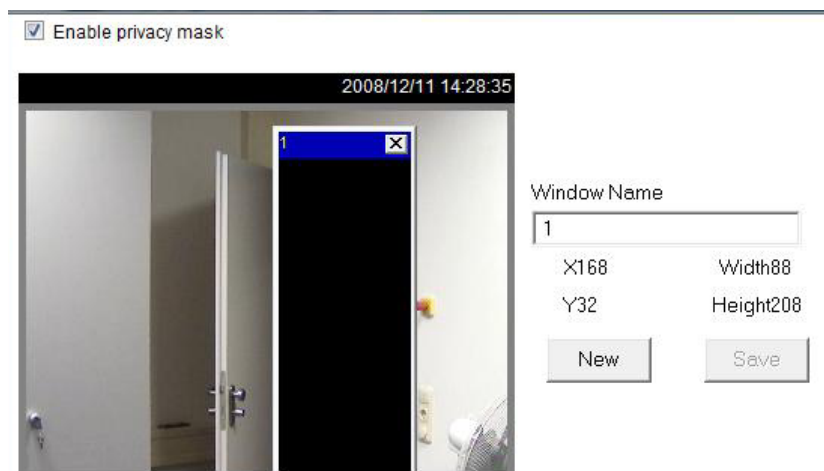 Enable privacy mask
2008/12/11 14:28:35
1
Window Name
1
X168 Width88
Y32 Height208
New Save